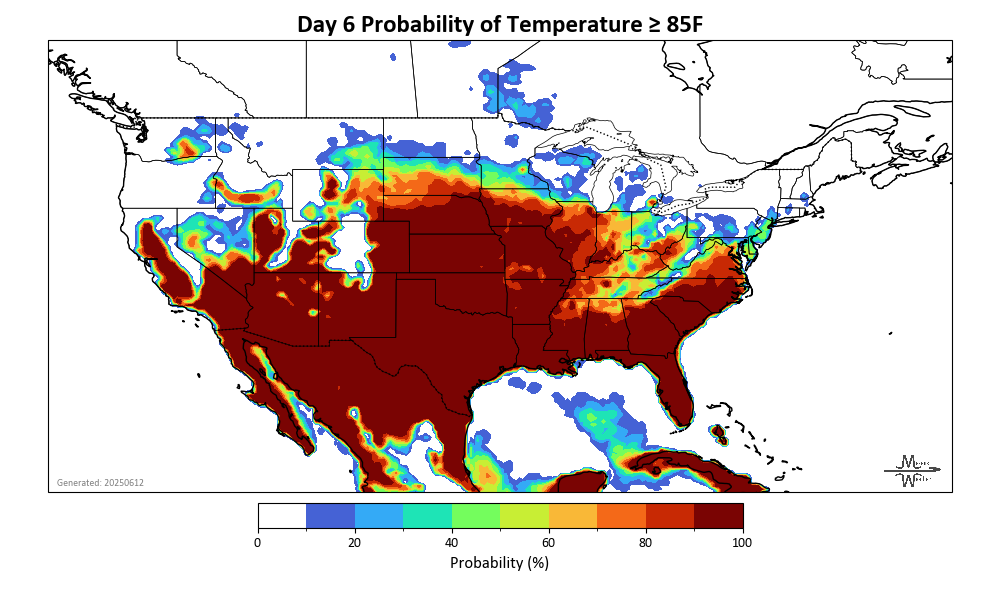 Day 6 Probability of Temperature ≥ 85F
Generated: 20250612
0 20 40 60 80 100
Probability (%)